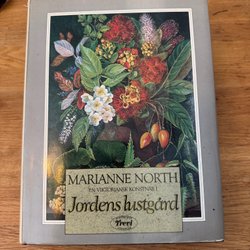 MARIANNE NORTH
EN VIKTORIANSK KONSTNÄR I
Jordens lustgård
Trevi